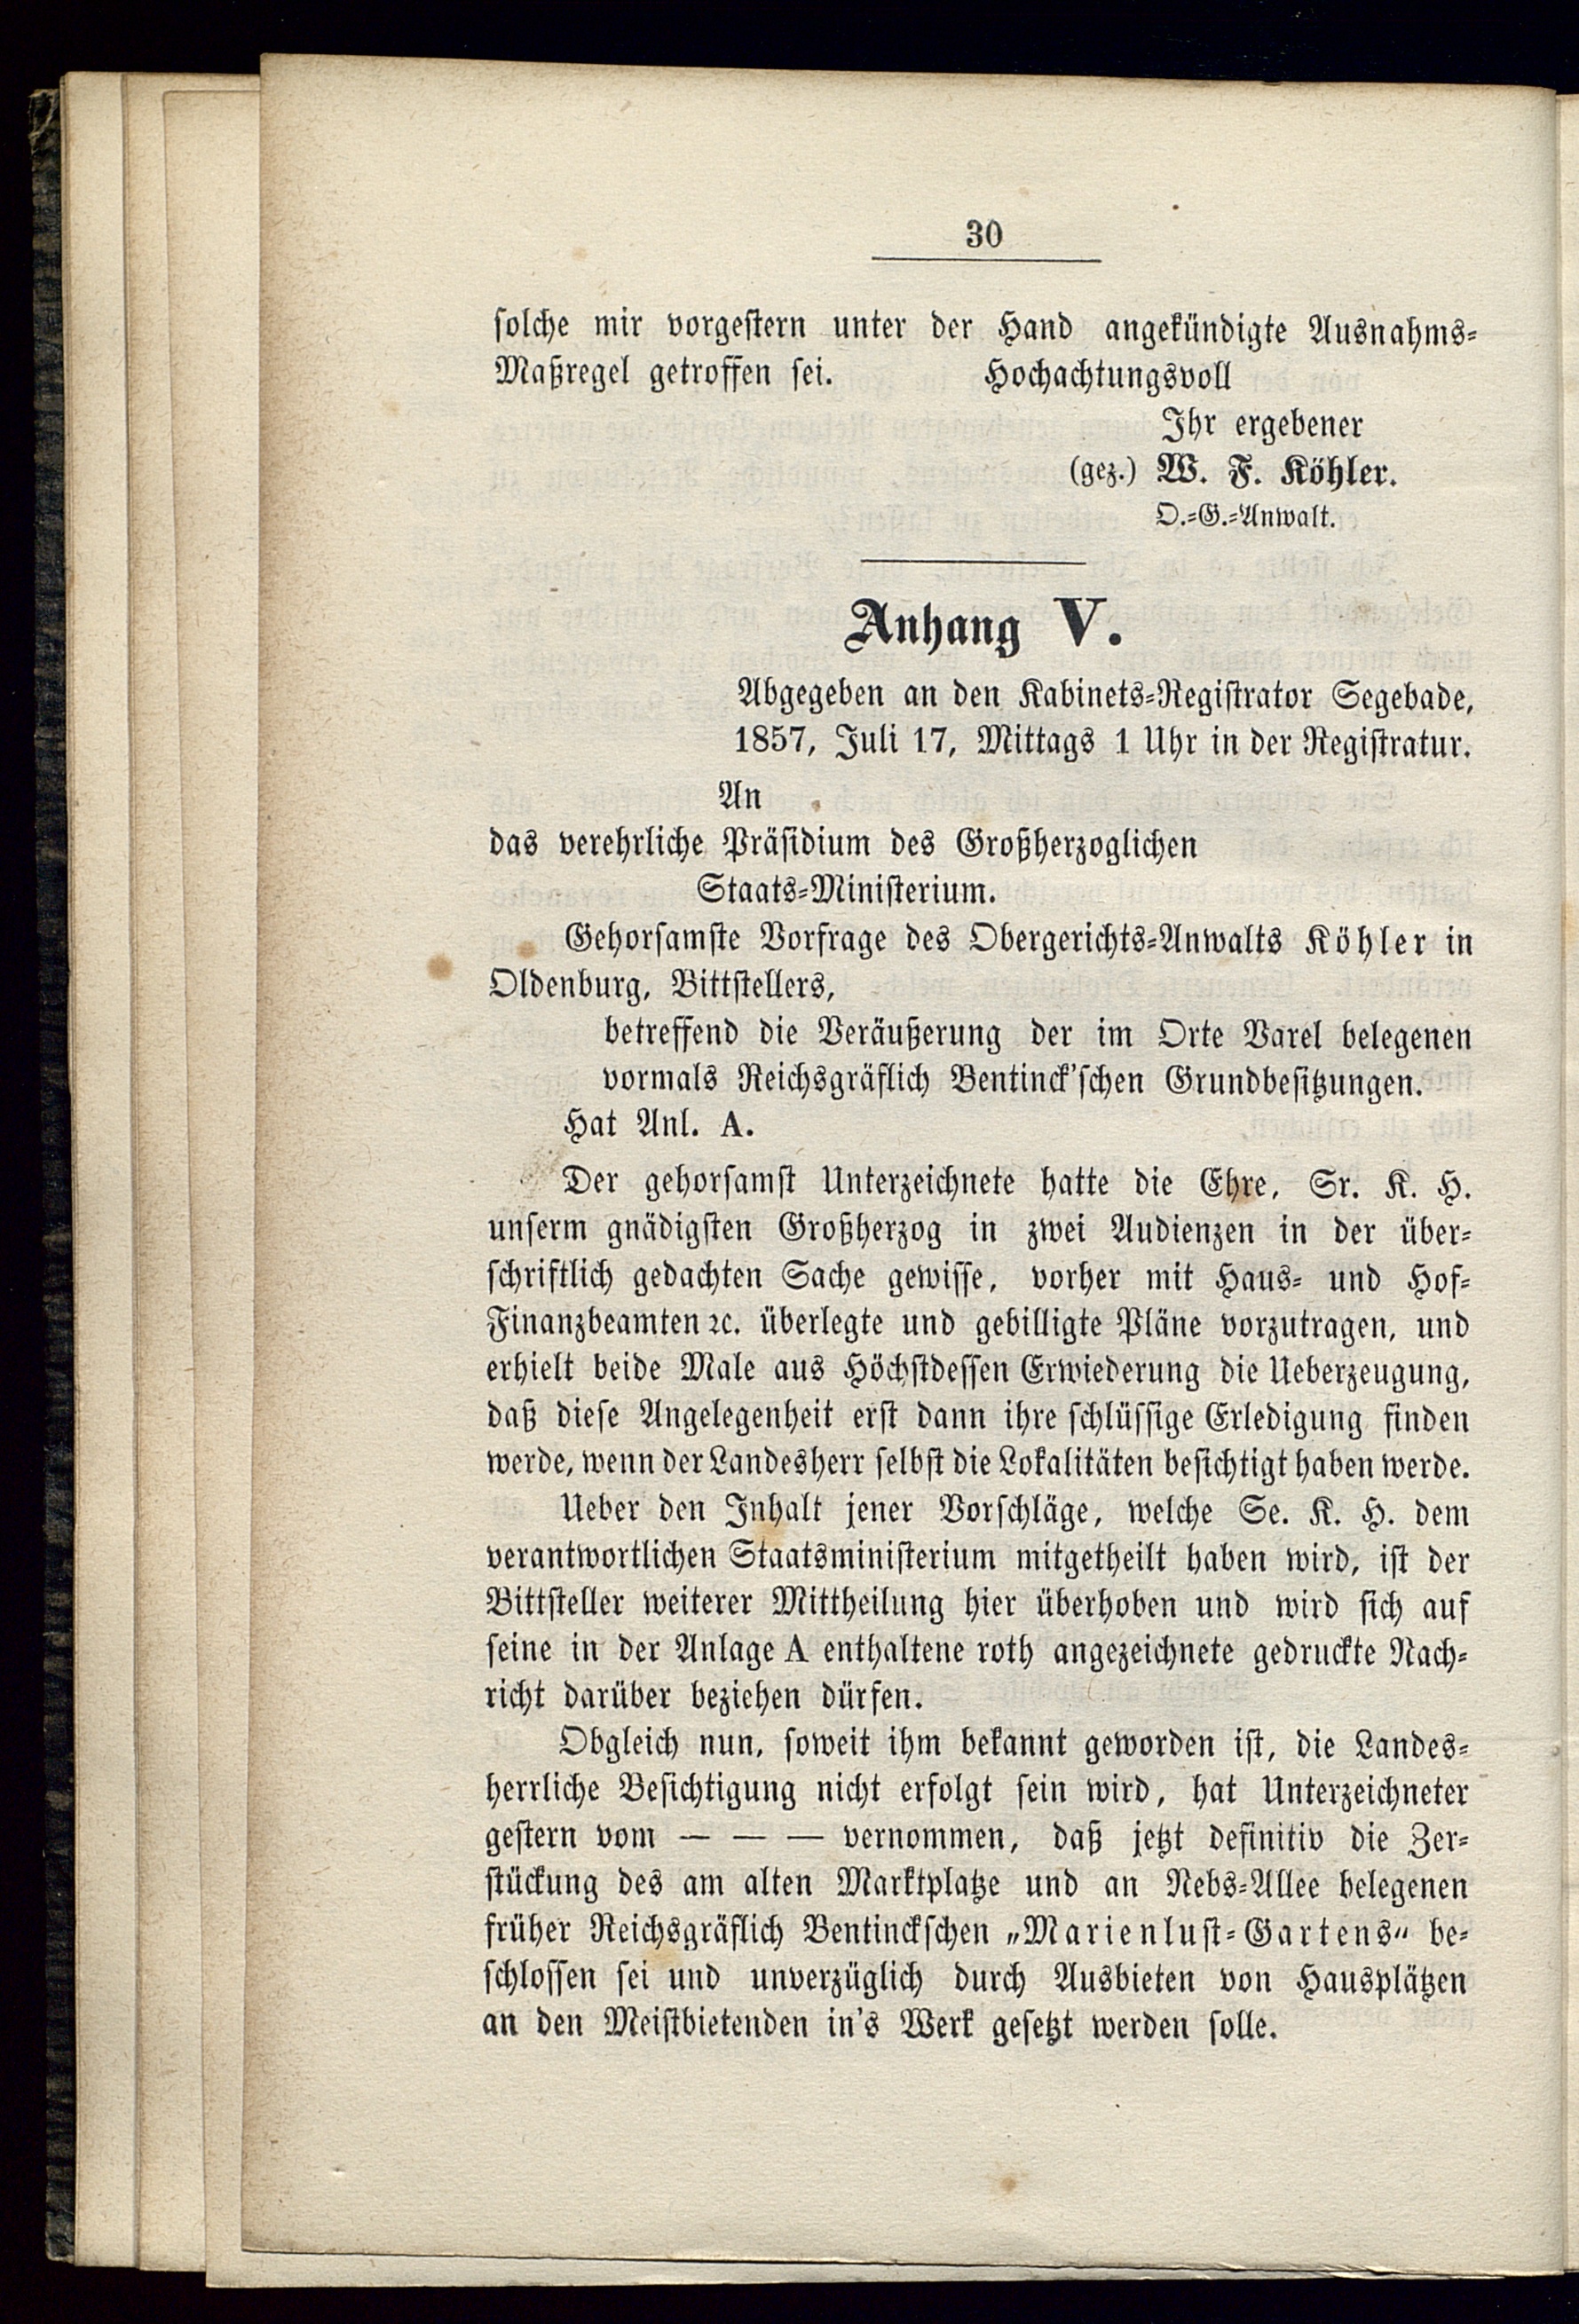 30
solche mir vorgestern unter der Hand angekündigte Ausnahms-
Maßregel getroffen sei. Hochachtungsvoll
Ihr ergebener
(gez.) W. F. Köhler.
O.-G.-Anwalt.
Anhang V.
Abgegeben an den Kabinets-Registrator Segebade,
1857, Juli 17, Mittags 1 Uhr in der Registratur.
An
das verehrliche Präsidium des Großherzoglichen
Staats-Ministerium.
Gehorsamste Vorfrage des Obergerichts-Anwalts Köhler in
Oldenburg, Bittstellers,
betreffend die Veräußerung der im Orte Varel belegenen
vormals Reichsgräflich Bentinck'schen Grundbesitzungen.
Hat Anl. A.
Der gehorsamst Unterzeichnete hatte die Ehre, Sr. K. H.
unserm gnädigsten Großherzog in zwei Audienzen in der über-
schriftlich gedachten Sache gewisse, vorher mit Haus- und Hof-
Finanzbeamten ꝛc. überlegte und gebilligte Pläne vorzutragen, und
erhielt beide Male aus Höchstdessen Erwiederung die Ueberzeugung,
daß diese Angelegenheit erst dann ihre schlüssige Erledigung finden
werde, wenn der Landesherr selbst die Lokalitäten besichtigt haben werde.
Ueber den Inhalt jener Vorschläge, welche Se. K. H. dem
verantwortlichen Staatsministerium mitgetheilt haben wird, ist der
Bittsteller weiterer Mittheilung hier überhoben und wird sich auf
seine in der Anlage A enthaltene roth angezeichnete gedruckte Nach-
richt darüber beziehen dürfen.
Obgleich nun, soweit ihm bekannt geworden ist, die Landes-
herrliche Besichtigung nicht erfolgt sein wird, hat Unterzeichneter
gestern vom — — — vernommen, daß jetzt definitiv die Zer-
stückung des am alten Marktplatze und an Nebs-Allee belegenen
früher Reichsgräflich Bentinckschen „Marienlust-Gartens" be-
schlossen sei und unverzüglich durch Ausbieten von Hausplätzen
an den Meistbietenden in's Werk gesetzt werden solle.